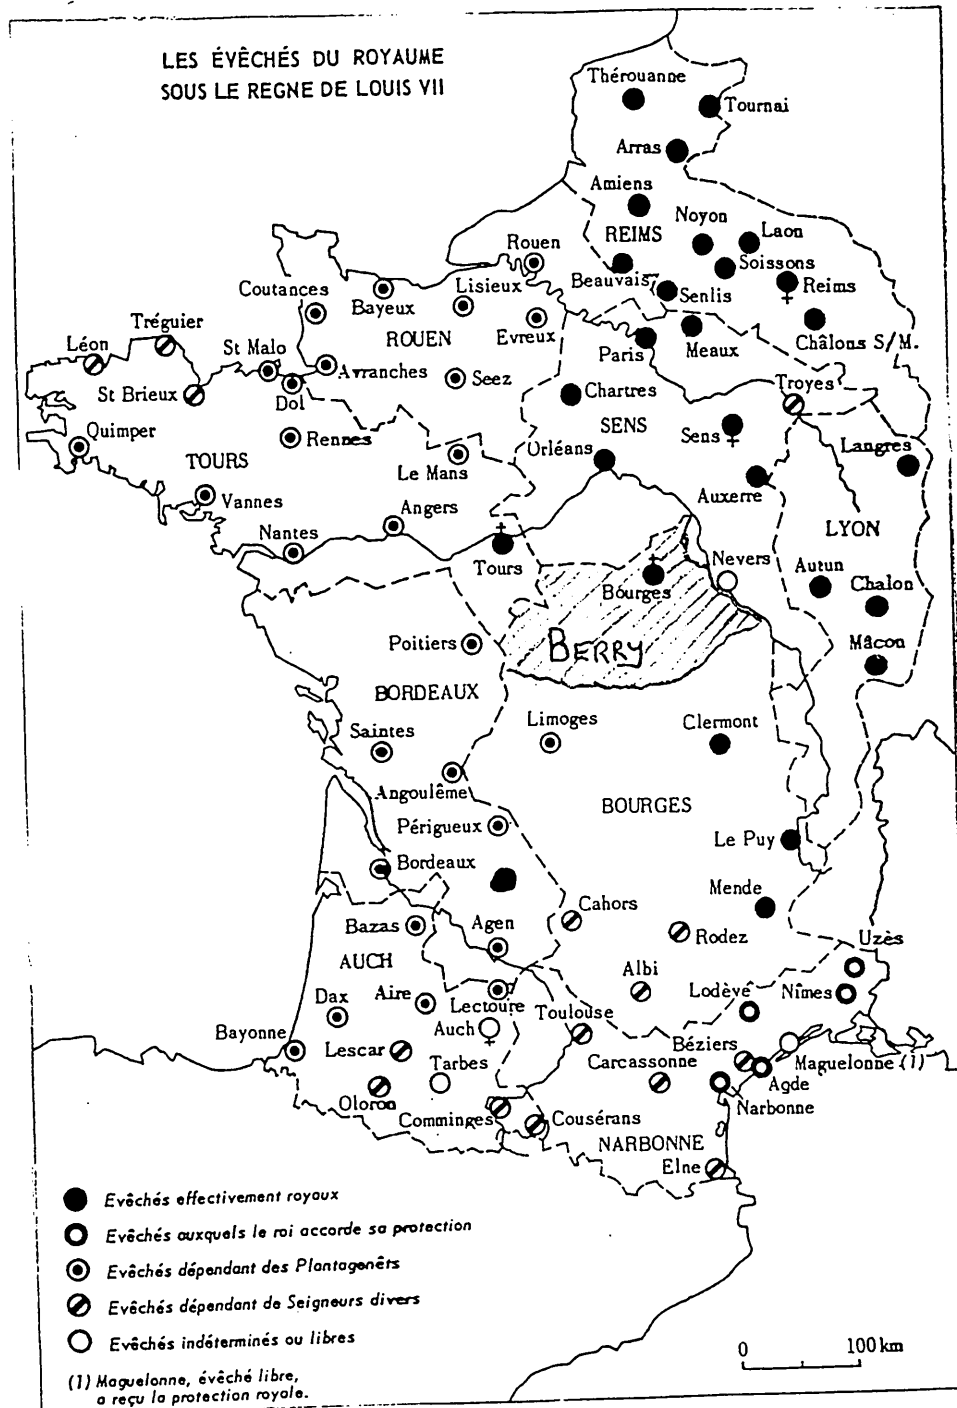 LES ÉVÊCHÉS DU ROYAUME
SOUS LE REGNE DE LOUIS VII
Thérouanne
Tournai
Arras
Amiens
Noyon
Laon
REIMS
Rouen
Soissons
Beauvais
Reims
Coutances
Bayeux
Lisieux
Senlis
Tréguier
Léon
ROUEN
Evreux
Paris
Meaux
Châlons S/M.
St Malo
Avranches
Seez
Chartres
Troyes
St Brieux
Dol
Quimper
Rennes
SENS
Sens
Langres
TOURS
Le Mans
Orléans
Auxerre
Vannes
Angers
LYON
Nantes
Tours
Nevers
Autun
Chalon
Bourges
Poitiers
BERRY
Mâcon
BORDEAUX
Saintes
Limoges
Clermont
Angoulême
BOURGES
Périgueux
Le Puy
Bordeaux
Mende
Cahors
Bazas
Agen
Rodez
Uzès
AUCH
Albi
Lodève
Nîmes
Dax
Aire
Lectoure
Toulouse
Bayonne
Auch
Lescar
Tarbes
Carcassonne
Béziers
Maguelonne (1)
Agde
Oloron
Narbonne
Comminges
Cousérans
NARBONNE
Elne
Evêchés effectivement royaux
Evêchés auxquels le roi accorde sa protection
Evêchés dépendant des Plantagenêts
Evêchés dépendant de Seigneurs divers
Evêchés indéterminés ou libres
0 100 km
(1) Maguelonne, évêché libre,
a reçu la protection royale.